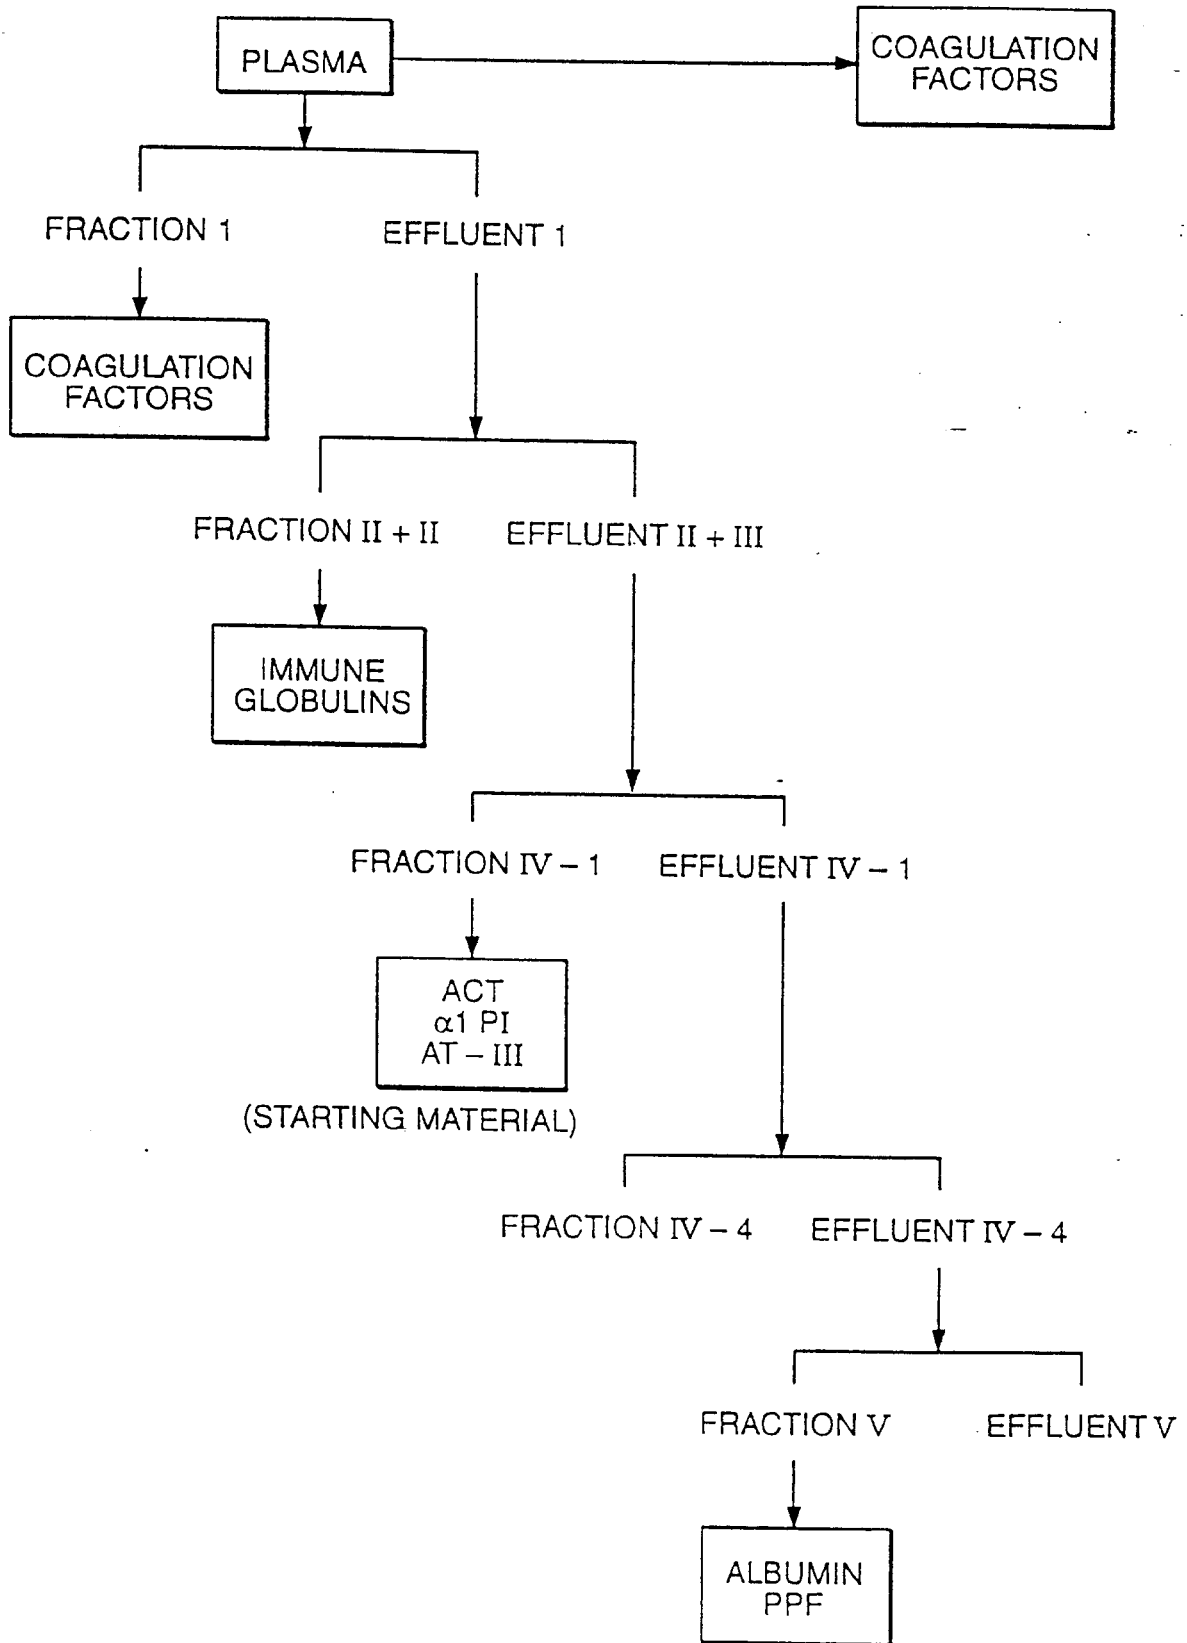 PLASMA
COAGULATION
FACTORS
FRACTION 1
EFFLUENT 1
COAGULATION
FACTORS
FRACTION II + II
EFFLUENT II + III
IMMUNE
GLOBULINS
FRACTION IV – 1
EFFLUENT IV – 1
ACT
α1 PI
AT – III
(STARTING MATERIAL)
FRACTION IV – 4
EFFLUENT IV – 4
FRACTION V
EFFLUENT V
ALBUMIN
PPF